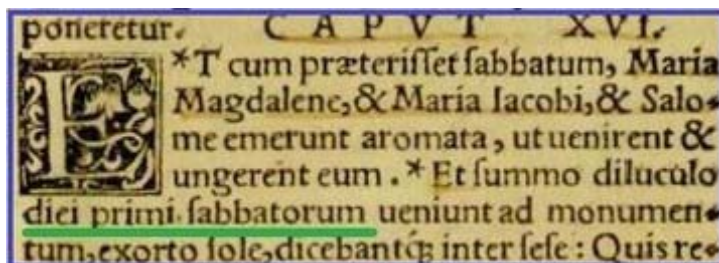 poneretur. CAPVT XVI.
E*T cum præteriſſet ſabbatum, Maria
Magdalene,& Maria Iacobi,& Salo-
me emerunt aromata, ut uenirent &
ungerent eum.* Et ſummo diluculo
diei primi ſabbatorum ueniunt ad monumen-
tum,exorto ſole,dicebantq́; inter ſeſe: Quis re-